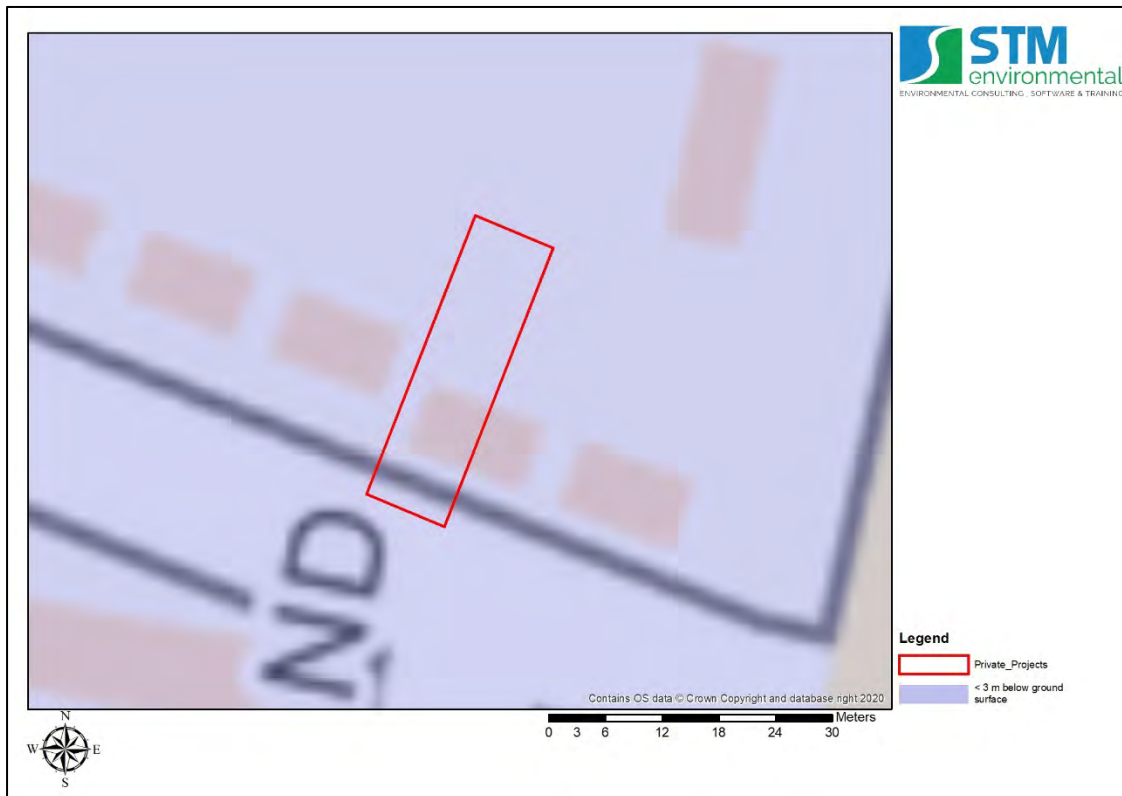 STM
environmental
ENVIRONMENTAL CONSULTING, SOFTWARE & TRAINING
ND
Legend
Private_Projects
< 3 m below ground
surface
Contains OS data © Crown Copyright and database right 2020
Meters
0 3 6 12 18 24 30
N
W E
S